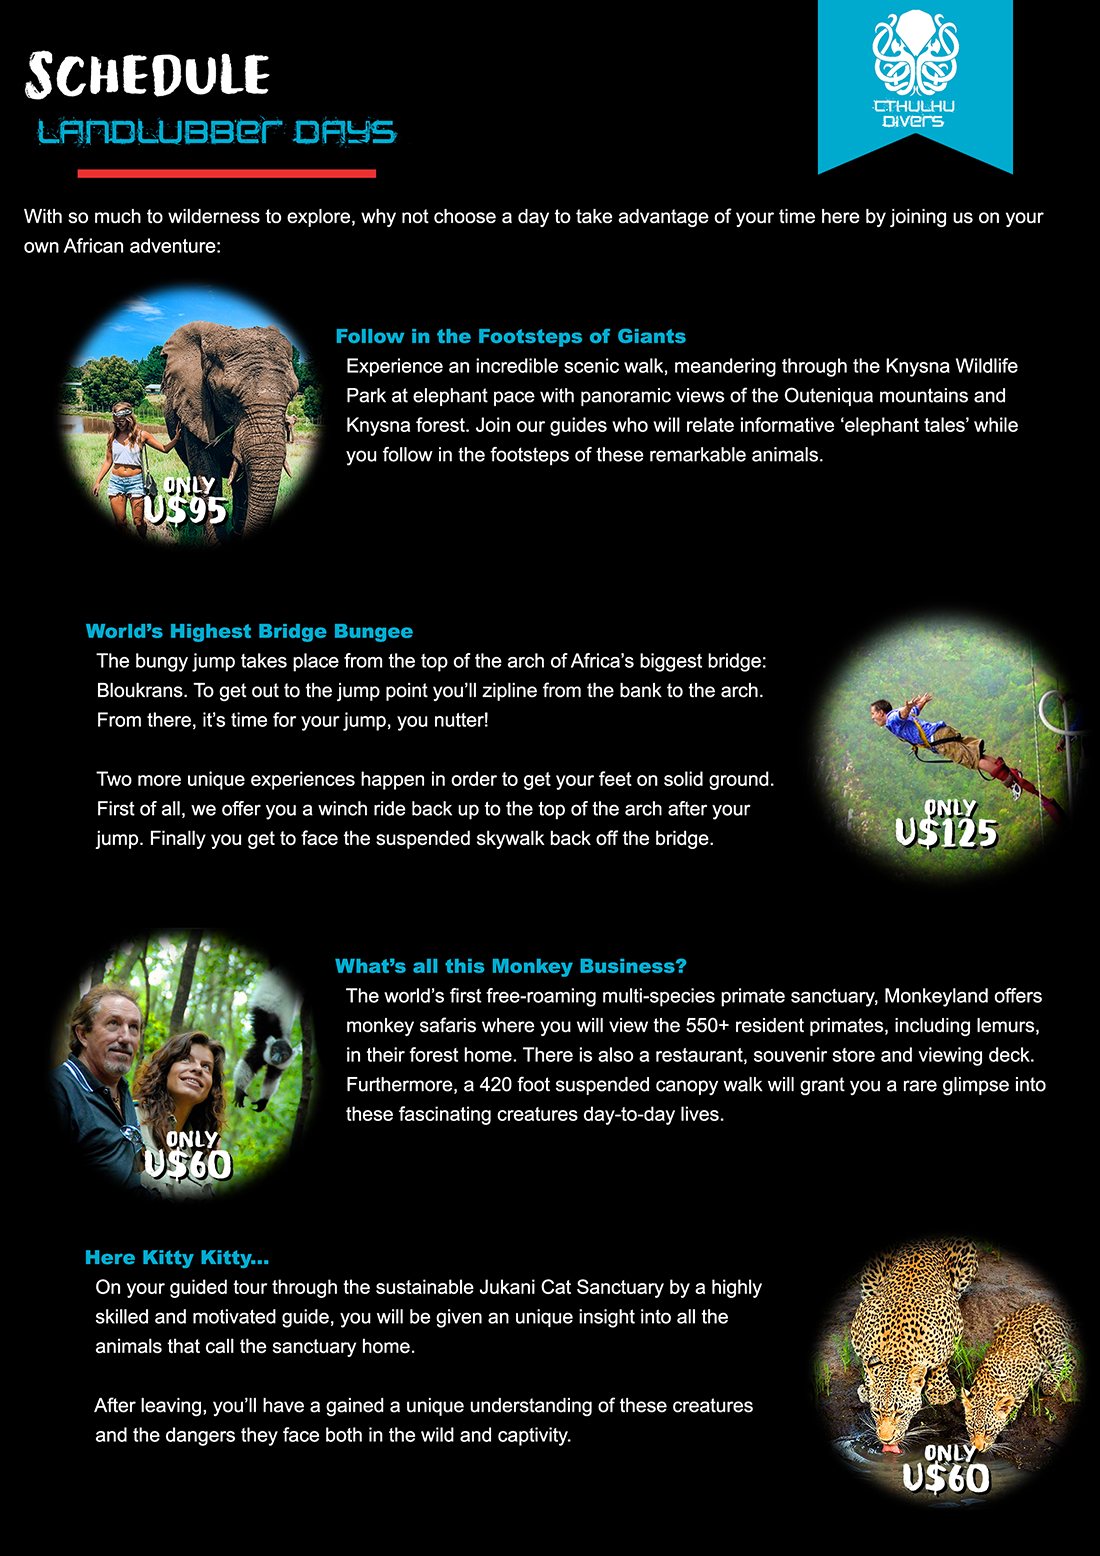 SCHEDULE
LANDLUBBER DAYS
CTHULHU
DIVERS
With so much to wilderness to explore, why not choose a day to take advantage of your time here by joining us on your
own African adventure:
Follow in the Footsteps of Giants
Experience an incredible scenic walk, meandering through the Knysna Wildlife
Park at elephant pace with panoramic views of the Outeniqua mountains and
Knysna forest. Join our guides who will relate informative ‘elephant tales’ while
you follow in the footsteps of these remarkable animals.
ONLY
U$95
World’s Highest Bridge Bungee
The bungy jump takes place from the top of the arch of Africa’s biggest bridge:
Bloukrans. To get out to the jump point you’ll zipline from the bank to the arch.
From there, it’s time for your jump, you nutter!
Two more unique experiences happen in order to get your feet on solid ground.
First of all, we offer you a winch ride back up to the top of the arch after your
jump. Finally you get to face the suspended skywalk back off the bridge.
ONLY
U$125
What’s all this Monkey Business?
The world’s first free-roaming multi-species primate sanctuary, Monkeyland offers
monkey safaris where you will view the 550+ resident primates, including lemurs,
in their forest home. There is also a restaurant, souvenir store and viewing deck.
Furthermore, a 420 foot suspended canopy walk will grant you a rare glimpse into
these fascinating creatures day-to-day lives.
ONLY
U$60
Here Kitty Kitty...
On your guided tour through the sustainable Jukani Cat Sanctuary by a highly
skilled and motivated guide, you will be given an unique insight into all the
animals that call the sanctuary home.
After leaving, you’ll have a gained a unique understanding of these creatures
and the dangers they face both in the wild and captivity.
ONLY
U$60